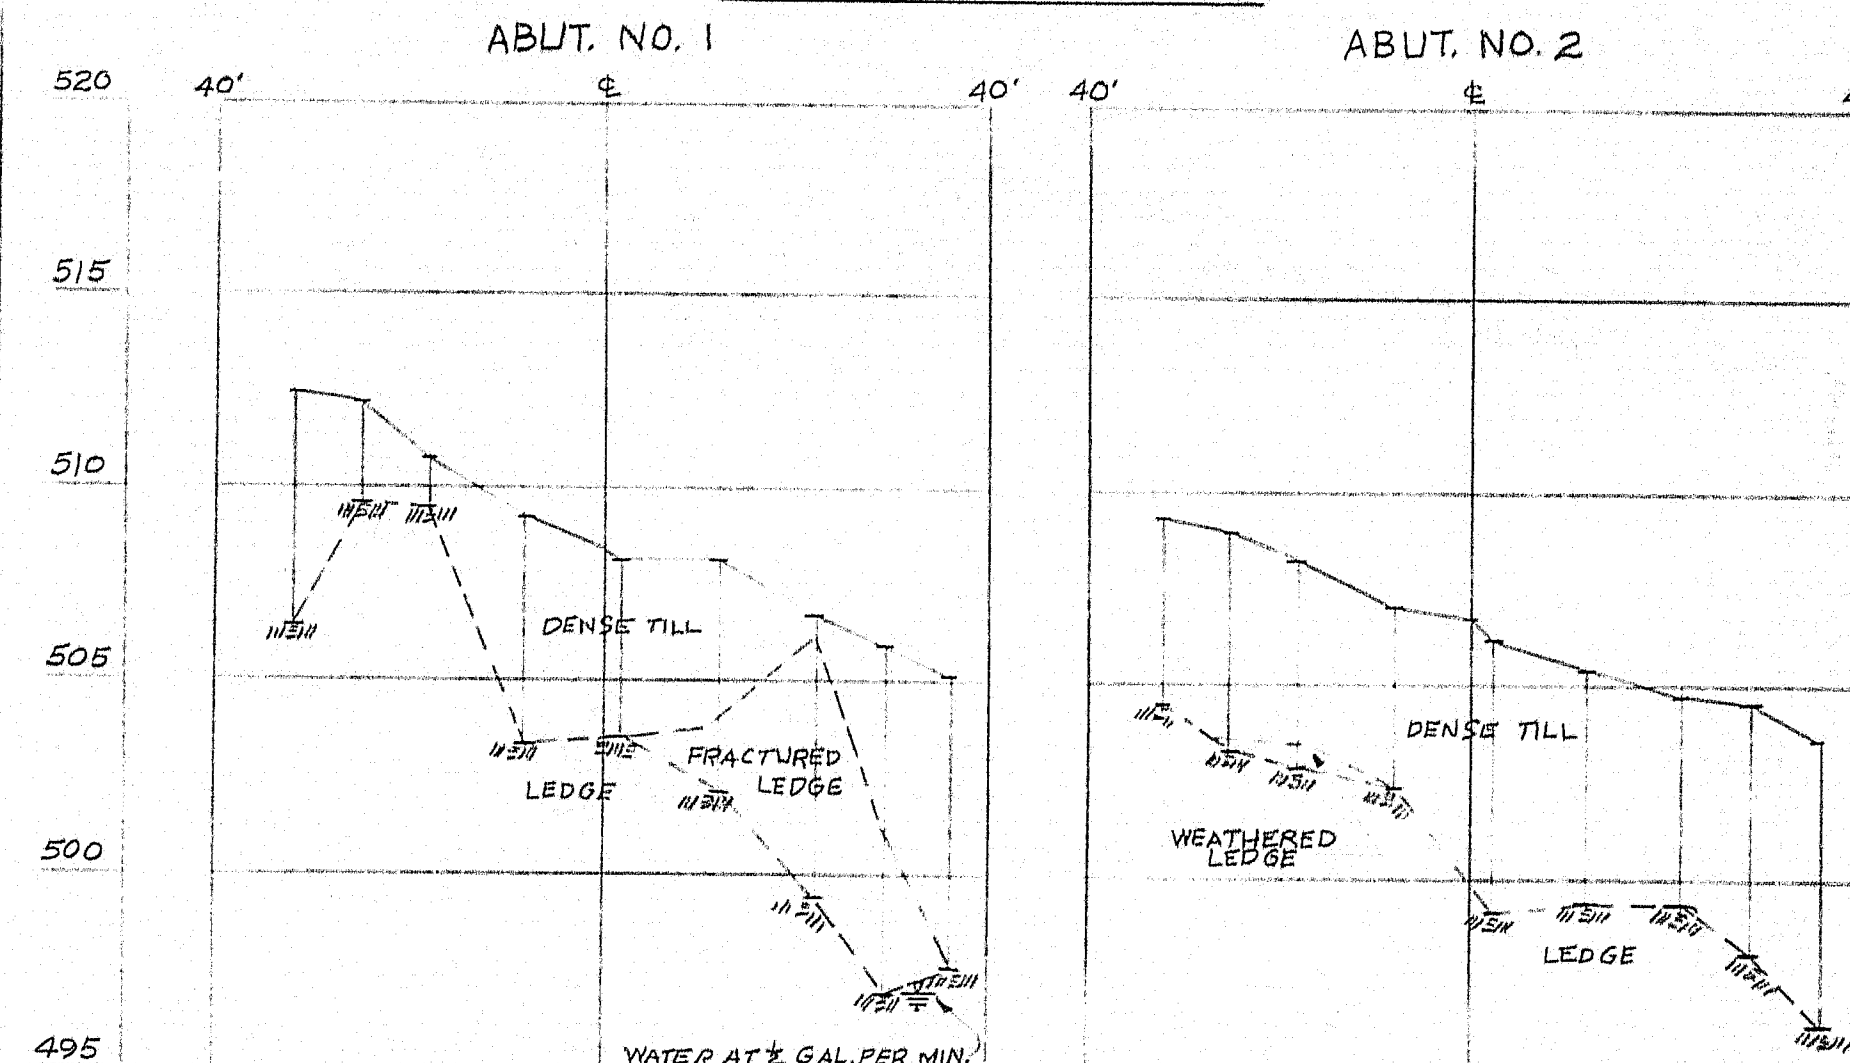 ABUT. NO. 1
ABUT. NO. 2
520
40'
℄
40'
40'
℄
515
510
505
DENSE TILL
DENSE TILL
FRACTURED
LEDGE
LEDGE
WEATHERED
LEDGE
500
LEDGE
495
WATER AT ½ GAL. PER MIN.